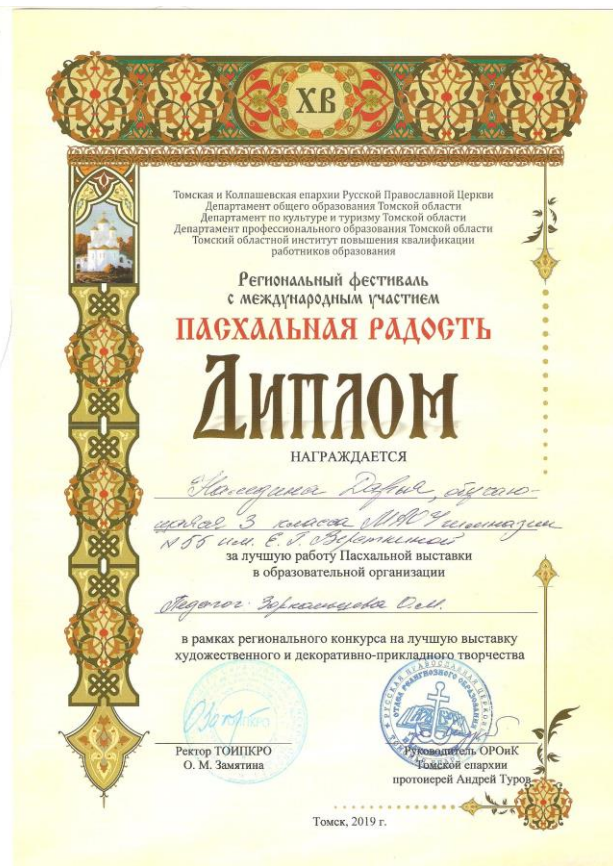 ХВ
Томская и Колпашевская епархии Русской Православной Церкви
Департамент общего образования Томской области
Департамент по культуре и туризму Томской области
Департамент профессионального образования Томской области
Томский областной институт повышения квалификации
работников образования
Региональный фестиваль
с международным участием
ПАСХАЛЬНАЯ РАДОСТЬ
Диплом
НАГРАЖДАЕТСЯ
Дарья, обучаю-
щаяся 3 класса МАОУ гимназии
№ 55 им. Е. Г. Вёрсткиной
за лучшую работу Пасхальной выставки
в образовательной организации
Педагог: Зоркальцева О.М.
в рамках регионального конкурса на лучшую выставку
художественного и декоративно-прикладного творчества
Ректор ТОИПКРО
О. М. Замятина
Руководитель ОРОиК
Томской епархии
протоиерей Андрей Туров
Томск, 2019 г.